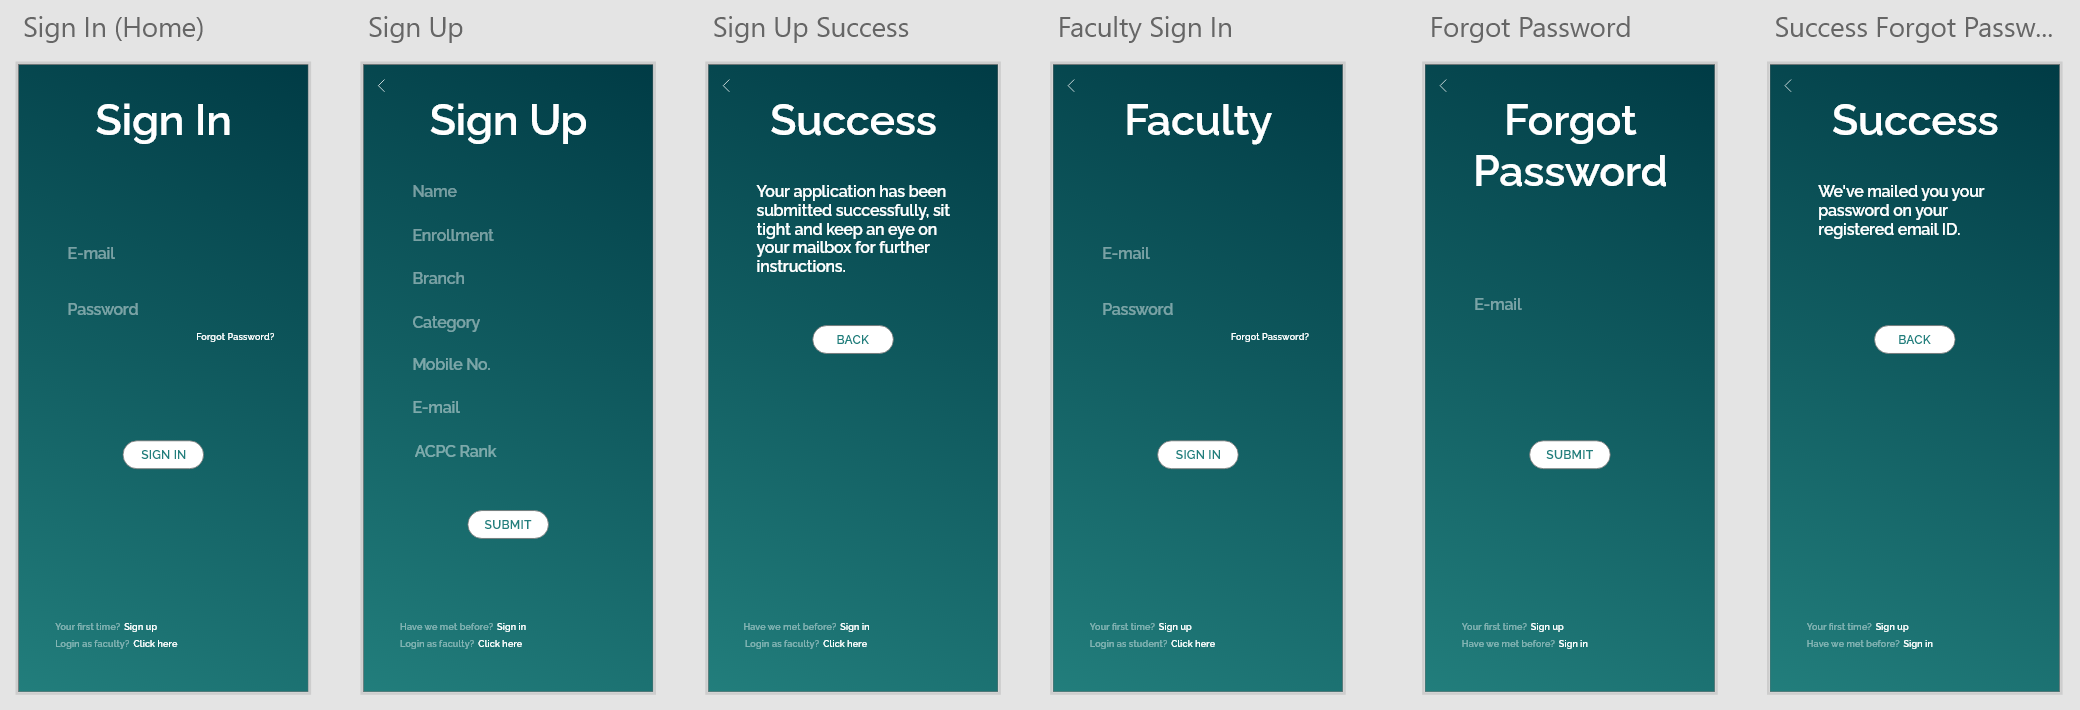 Sign In (Home)
Sign In
E-mail
Password
Forgot Password?
SIGN IN
Your first time? Sign up
Login as faculty? Click here
Sign Up
Sign Up
Name
Enrollment
Branch
Category
Mobile No.
E-mail
ACPC Rank
SUBMIT
Have we met before? Sign in
Login as faculty? Click here
Sign Up Success
Success
Your application has been
submitted successfully, sit
tight and keep an eye on
your mailbox for further
instructions.
BACK
Have we met before? Sign in
Login as faculty? Click here
Faculty Sign In
Faculty
E-mail
Password
Forgot Password?
SIGN IN
Your first time? Sign up
Login as student? Click here
Forgot Password
Forgot
Password
E-mail
SUBMIT
Your first time? Sign up
Have we met before? Sign in
Success Forgot Passw...
Success
We've mailed you your
password on your
registered email ID.
BACK
Your first time? Sign up
Have we met before? Sign in